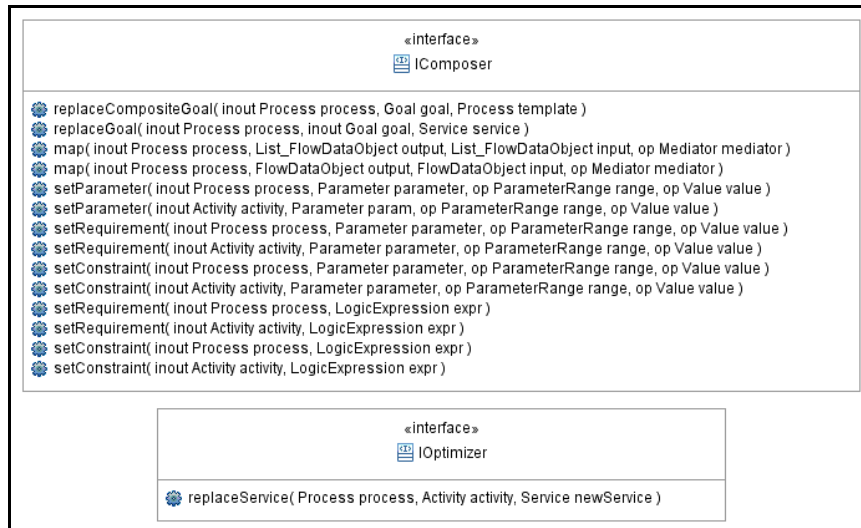 «interface»
IComposer
replaceCompositeGoal( inout Process process, Goal goal, Process template )
replaceGoal( inout Process process, inout Goal goal, Service service )
map( inout Process process, List_FlowDataObject output, List_FlowDataObject input, op Mediator mediator )
map( inout Process process, FlowDataObject output, FlowDataObject input, op Mediator mediator )
setParameter( inout Process process, Parameter parameter, op ParameterRange range, op Value value )
setParameter( inout Activity activity, Parameter param, op ParameterRange range, op Value value )
setRequirement( inout Process process, Parameter parameter, op ParameterRange range, op Value value )
setRequirement( inout Activity activity, Parameter parameter, op ParameterRange range, op Value value )
setConstraint( inout Process process, Parameter parameter, op ParameterRange range, op Value value )
setConstraint( inout Activity activity, Parameter parameter, op ParameterRange range, op Value value )
setRequirement( inout Process process, LogicExpression expr )
setRequirement( inout Activity activity, LogicExpression expr )
setConstraint( inout Process process, LogicExpression expr )
setConstraint( inout Activity activity, LogicExpression expr )
«interface»
IOptimizer
replaceService( Process process, Activity activity, Service newService )